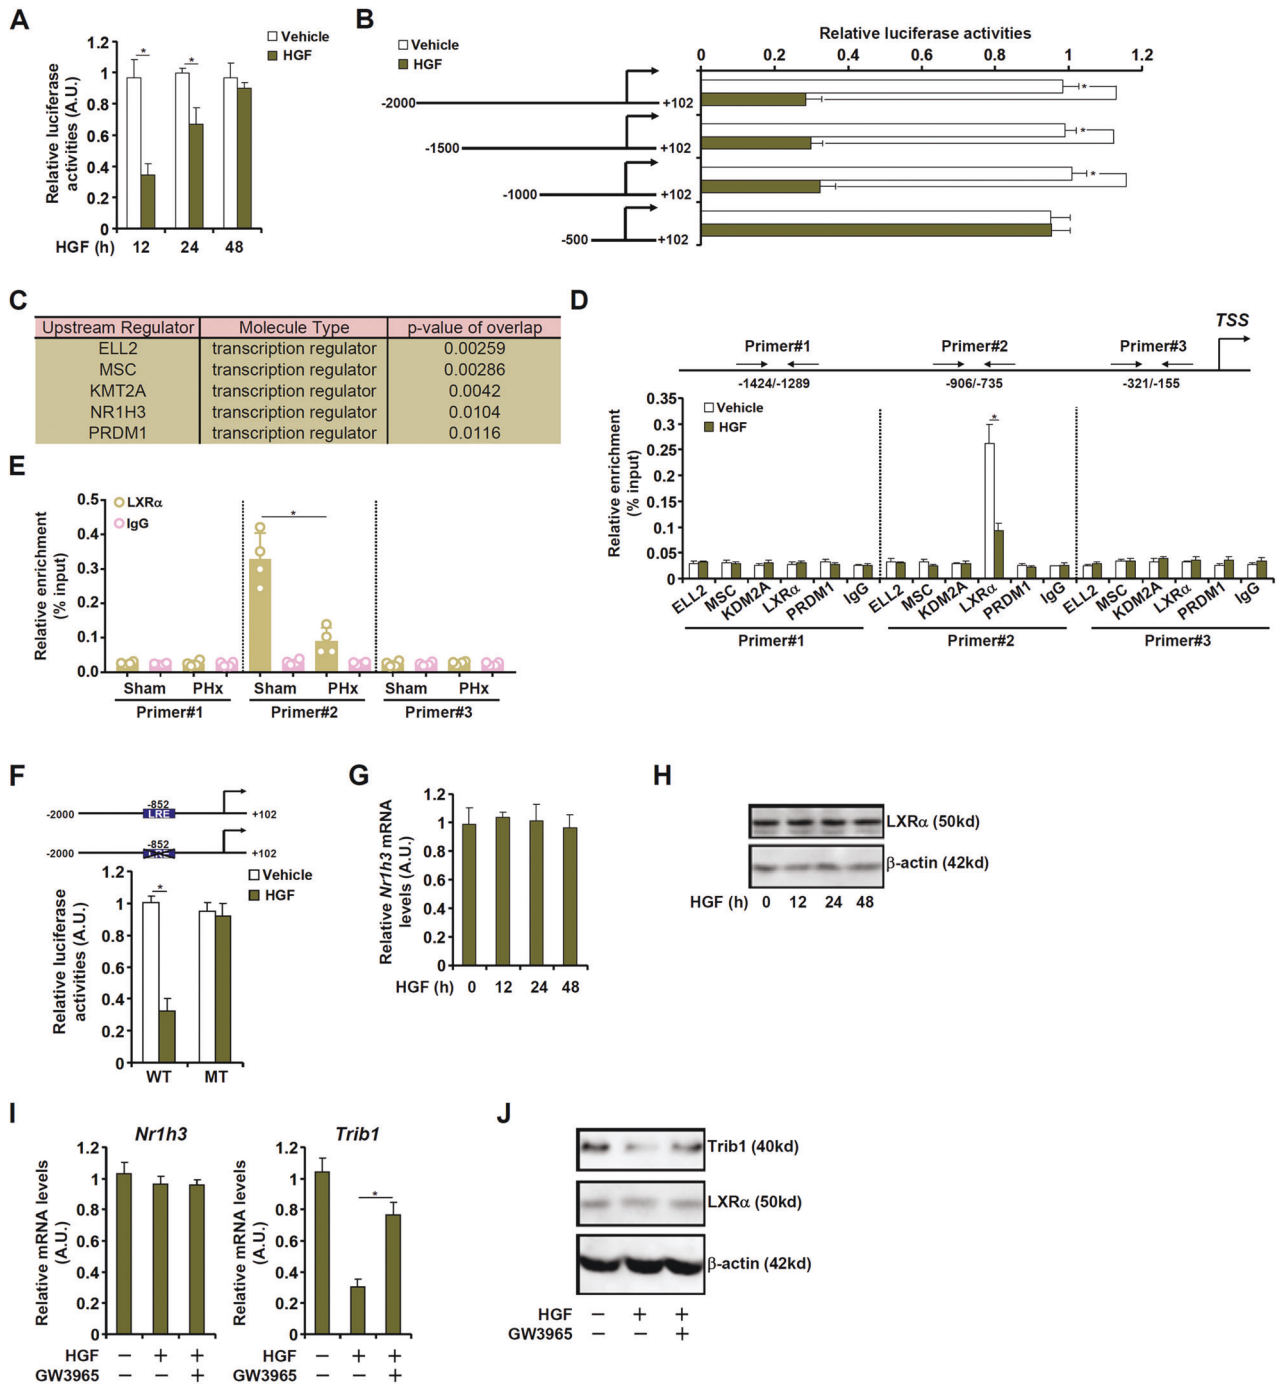 A
Vehicle
HGF
Relative luciferase
activities (A.U.)
1.2
1
0.8
0.6
0.4
0.2
0
*
*
HGF (h) 12 24 48
B
Relative luciferase activities
Vehicle
HGF
0 0.2 0.4 0.6 0.8 1 1.2
-2000 +102 *
-1500 +102 *
-1000 +102 *
-500 +102
C
Upstream Regulator Molecule Type p-value of overlap
ELL2 transcription regulator 0.00259
MSC transcription regulator 0.00286
KMT2A transcription regulator 0.0042
NR1H3 transcription regulator 0.0104
PRDM1 transcription regulator 0.0116
D
TSS
Primer#1 Primer#2 Primer#3
-1424/-1289 -906/-735 -321/-155
Vehicle
HGF
Relative enrichment
(% input)
0.35
0.3
0.25
0.2
0.15
0.1
0.05
0
*
ELL2 MSC KDM2A LXRα PRDM1 IgG ELL2 MSC KDM2A LXRα PRDM1 IgG ELL2 MSC KDM2A LXRα PRDM1 IgG
Primer#1 Primer#2 Primer#3
E
LXRα
IgG
Relative enrichment
(% input)
0.5
0.4
0.3
0.2
0.1
0.0
*
Sham PHx Sham PHx Sham PHx
Primer#1 Primer#2 Primer#3
F
-852
-2000 LRE +102
-852
-2000 LRE +102
Vehicle
HGF
Relative luciferase
activities (A.U.)
1.2
1
0.8
0.6
0.4
0.2
0
*
WT MT
G
Relative Nr1h3 mRNA
levels (A.U.)
1.2
1
0.8
0.6
0.4
0.2
0
HGF (h) 0 12 24 48
H
LXRα (50kd)
β-actin (42kd)
HGF (h) 0 12 24 48
I
Nr1h3
Relative mRNA levels
(A.U.)
1.2
1
0.8
0.6
0.4
0.2
0
HGF − + +
GW3965 − − +
Trib1
Relative mRNA levels
(A.U.)
1.2
1
0.8
0.6
0.4
0.2
0
*
HGF − + +
GW3965 − − +
J
Trib1 (40kd)
LXRα (50kd)
β-actin (42kd)
HGF − + +
GW3965 − − +